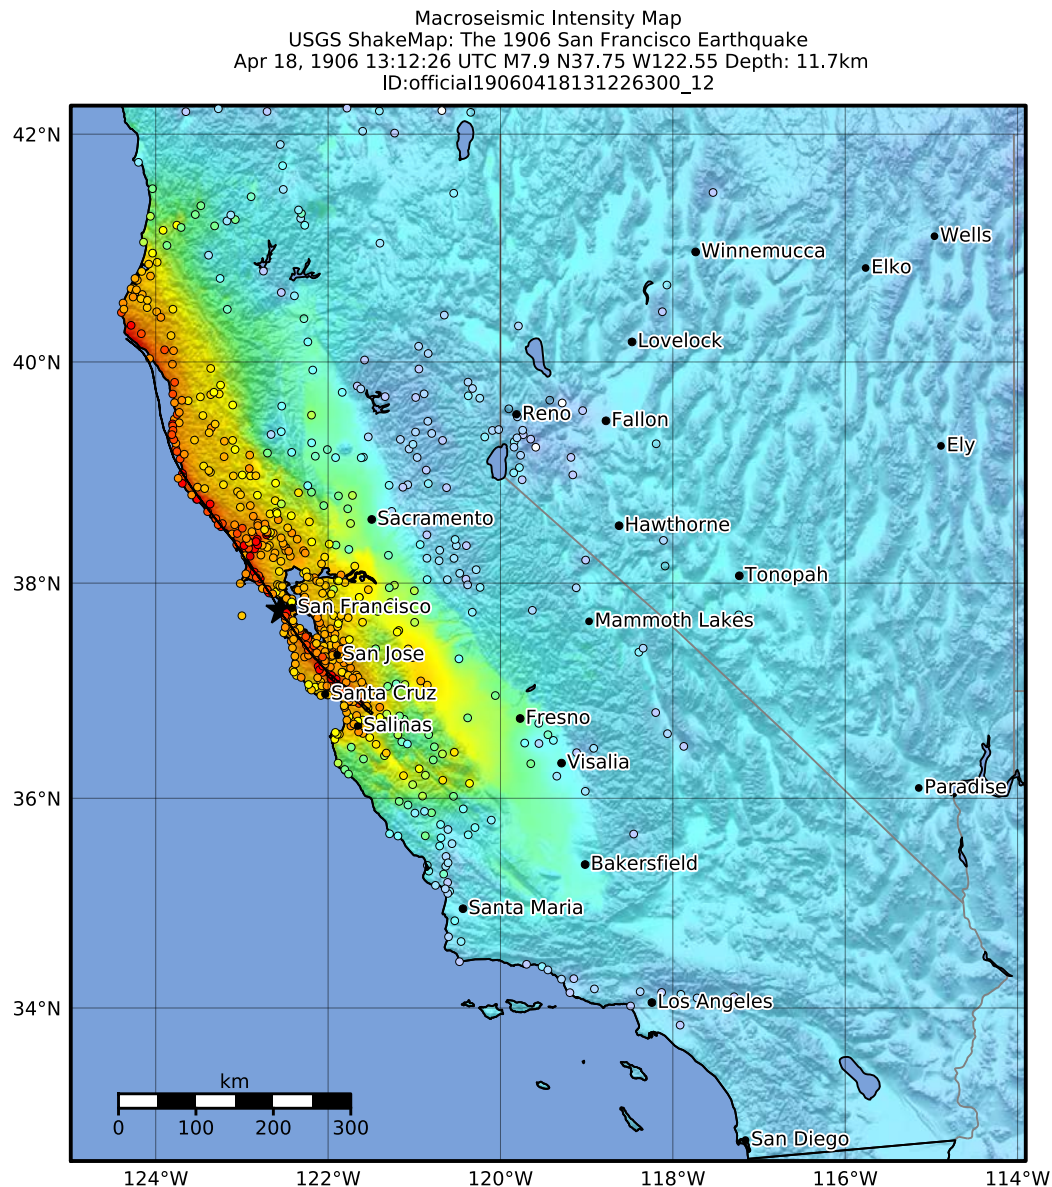 Macroseismic Intensity Map
USGS ShakeMap: The 1906 San Francisco Earthquake
Apr 18, 1906 13:12:26 UTC M7.9 N37.75 W122.55 Depth: 11.7km
ID:official19060418131226300_12
42°N
Wells
Winnemucca
Elko
Lovelock
40°N
Reno
Fallon
Ely
Sacramento
Hawthorne
38°N
Tonopah
San Francisco
Mammoth Lakes
San Jose
Santa Cruz
Salinas
Fresno
Visalia
36°N
Paradise
Bakersfield
Santa Maria
34°N
Los Angeles
km
0 100 200 300
San Diego
124°W 122°W 120°W 118°W 116°W 114°W